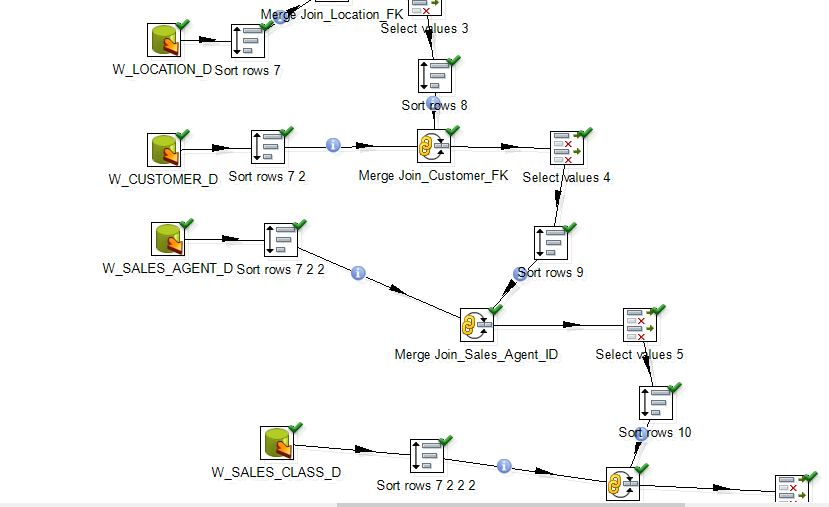 Merge Join_Location_FK
Select values 3
W_LOCATION_D
Sort rows 7
Sort rows 8
W_CUSTOMER_D
Sort rows 7 2
Merge Join_Customer_FK
Select values 4
W_SALES_AGENT_D
Sort rows 7 2 2
Sort rows 9
Merge Join_Sales_Agent_ID
Select values 5
Sort rows 10
W_SALES_CLASS_D
Sort rows 7 2 2 2